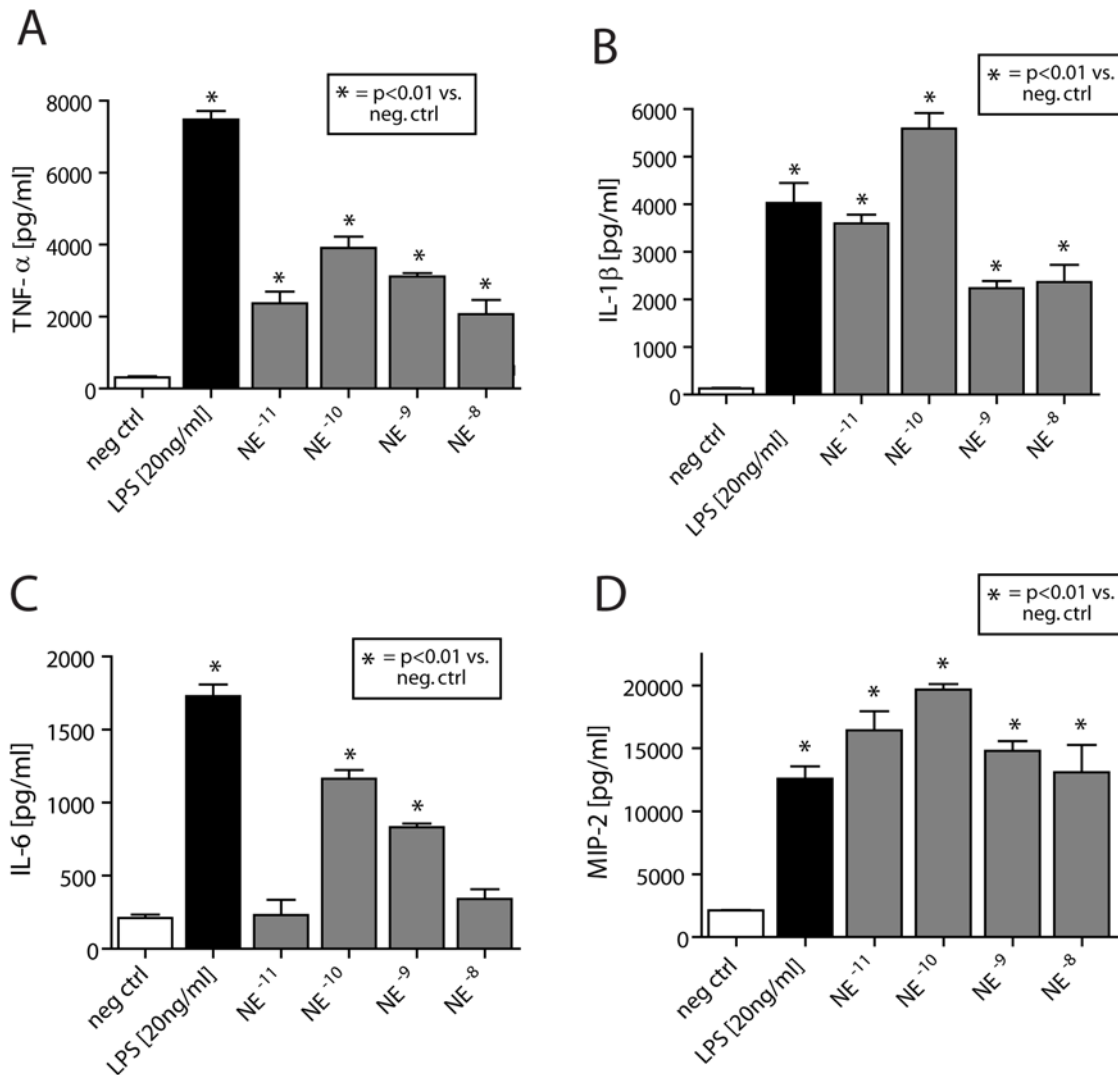 A
* = p<0.01 vs.
neg. ctrl
TNF- α [pg/ml]
8000
6000
4000
2000
0
*
*
*
*
*
neg ctrl
LPS [20ng/ml]
NE ⁻¹¹
NE ⁻¹⁰
NE ⁻⁹
NE ⁻⁸
B
* = p<0.01 vs.
neg. ctrl
IL-1β [pg/ml]
6000
5000
4000
3000
2000
1000
0
*
*
*
*
*
neg ctrl
LPS [20ng/ml]
NE ⁻¹¹
NE ⁻¹⁰
NE ⁻⁹
NE ⁻⁸
C
* = p<0.01 vs.
neg. ctrl
IL-6 [pg/ml]
2000
1500
1000
500
0
*
*
*
neg ctrl
LPS [20ng/ml]
NE ⁻¹¹
NE ⁻¹⁰
NE ⁻⁹
NE ⁻⁸
D
* = p<0.01 vs.
neg. ctrl
MIP-2 [pg/ml]
20000
15000
10000
5000
0
*
*
*
*
*
neg ctrl
LPS [20ng/ml]
NE ⁻¹¹
NE ⁻¹⁰
NE ⁻⁹
NE ⁻⁸